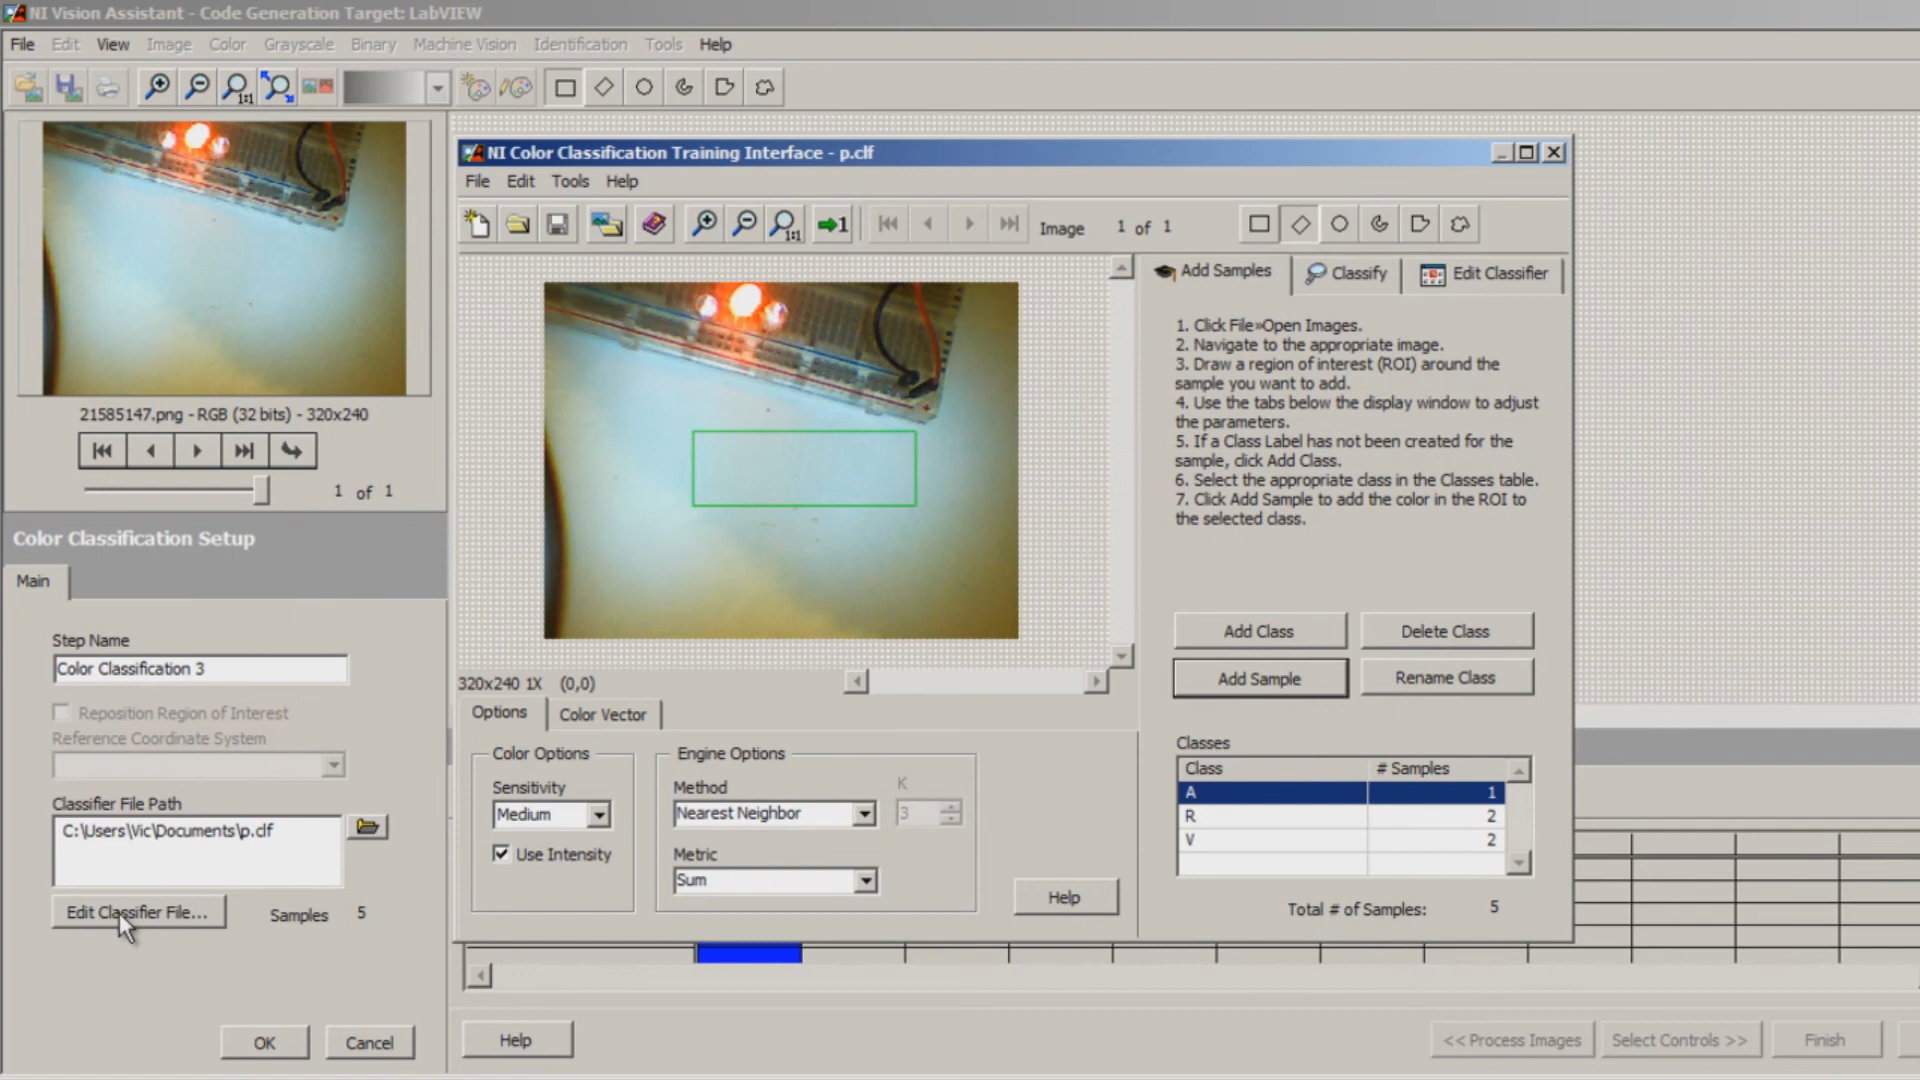 NI Vision Assistant - Code Generation Target: LabVIEW
File Edit View Image Color Grayscale Binary Machine Vision Identification Tools Help
1:1
21585147.png - RGB (32 bits) - 320x240
1 of 1
Color Classification Setup
Main
Step Name
Color Classification 3
Reposition Region of Interest
Reference Coordinate System
Classifier File Path
C:\Users\Vic\Documents\p.clf
Edit Classifier File... Samples 5
OK Cancel
NI Color Classification Training Interface - p.clf
File Edit Tools Help
1:1 1 Image 1 of 1
Add Samples Classify Edit Classifier
1. Click File»Open Images.
2. Navigate to the appropriate image.
3. Draw a region of interest (ROI) around the
sample you want to add.
4. Use the tabs below the display window to adjust
the parameters.
5. If a Class Label has not been created for the
sample, click Add Class.
6. Select the appropriate class in the Classes table.
7. Click Add Sample to add the color in the ROI to
the selected class.
Add Class Delete Class
Add Sample Rename Class
320x240 1X (0,0)
Options Color Vector
Color Options
Sensitivity
Medium
Use Intensity
Engine Options
Method K
Nearest Neighbor 3
Metric
Sum
Help
Classes
Class # Samples
A 1
R 2
V 2
Total # of Samples: 5
Help << Process Images Select Controls >> Finish